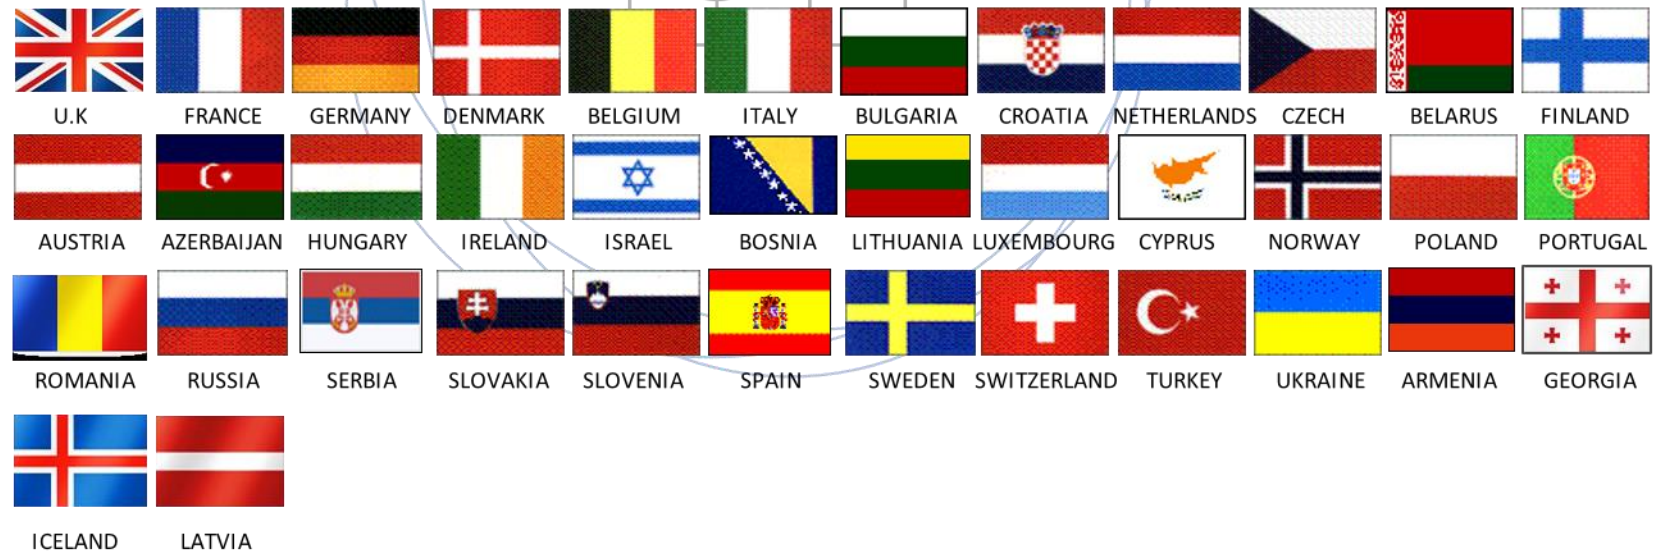 U.K FRANCE GERMANY DENMARK BELGIUM ITALY BULGARIA CROATIA NETHERLANDS CZECH BELARUS FINLAND
AUSTRIA AZERBAIJAN HUNGARY IRELAND ISRAEL BOSNIA LITHUANIA LUXEMBOURG CYPRUS NORWAY POLAND PORTUGAL
ROMANIA RUSSIA SERBIA SLOVAKIA SLOVENIA SPAIN SWEDEN SWITZERLAND TURKEY UKRAINE ARMENIA GEORGIA
ICELAND LATVIA